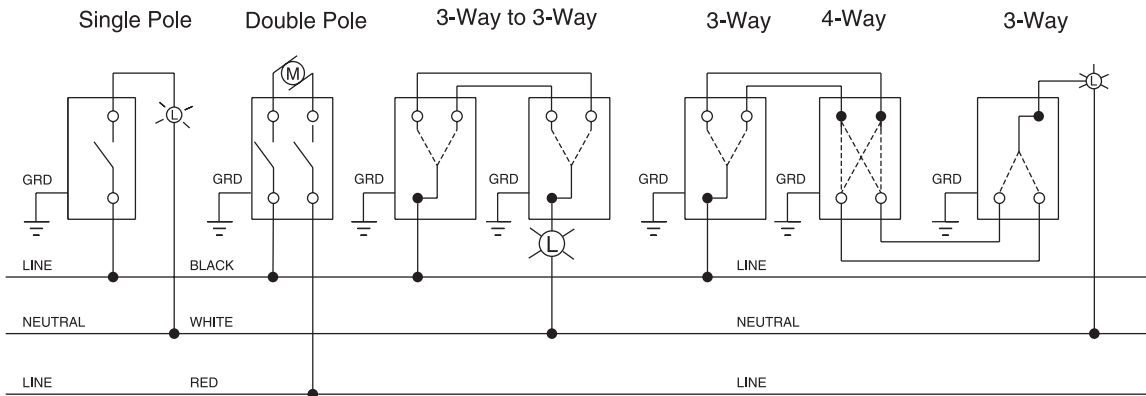 Single Pole
Double Pole
3-Way to 3-Way
3-Way
4-Way
3-Way
M
L
L
GRD
GRD
GRD
GRD
GRD
GRD
GRD
L
LINE
BLACK
LINE
NEUTRAL
WHITE
NEUTRAL
LINE
RED
LINE